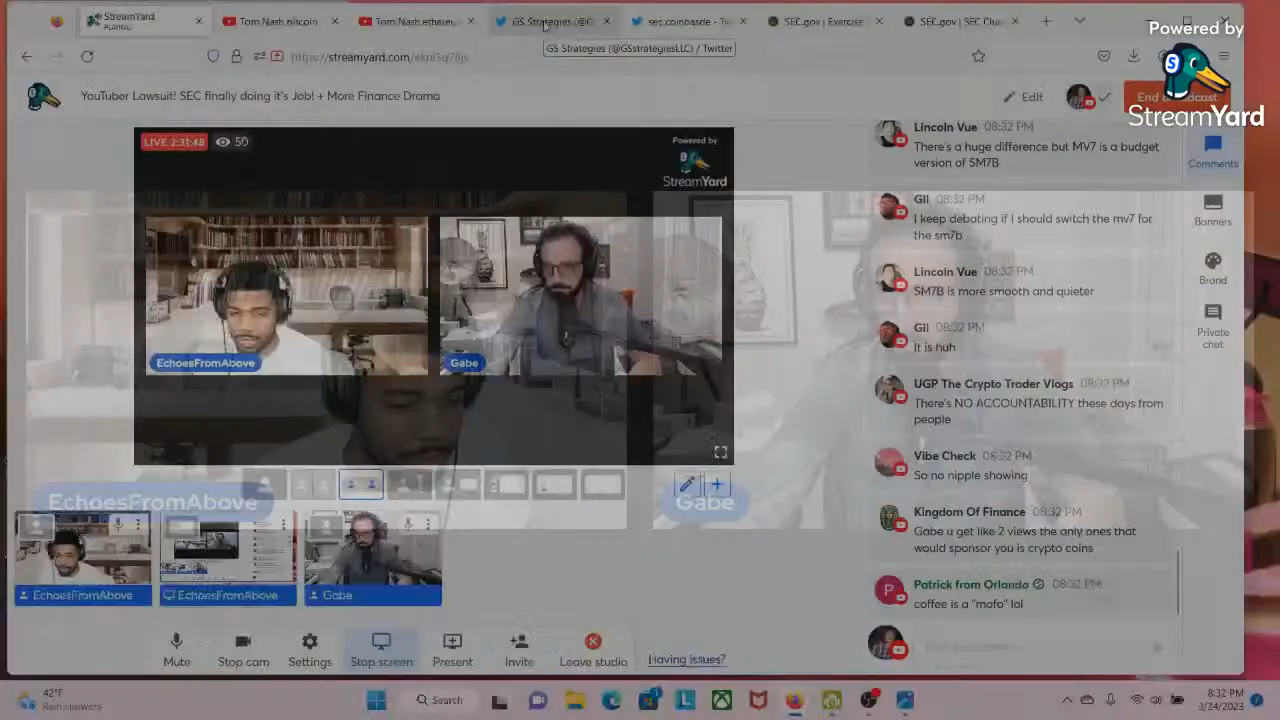 StreamYard
PLAYING
Tom Nash bitcoin
Tom Nash ethereu
GS Strategies (@G
sec coinbasde - Tw
SEC.gov | Exercise
SEC.gov | SEC Cha
GS Strategies (@GSstrategiesLLC) / Twitter
Powered by
StreamYard
YouTuber Lawsuit! SEC finally doing it's Job! + More Finance Drama
Edit
LIVE 2:31:48
50
Powered by
StreamYard
EchoesFromAbove
Gabe
EchoesFromAbove
Gabe
EchoesFromAbove
EchoesFromAbove
Gabe
Lincoln Vue 08:32 PM
There's a huge difference but MV7 is a budget
version of SM7B
Gil 08:32 PM
I keep debating if I should switch the mv7 for
the sm7b
Lincoln Vue 08:32 PM
SM7B is more smooth and quieter
Gil 08:32 PM
It is huh
UGP The Crypto Trader Vlogs 08:32 PM
There's NO ACCOUNTABILITY these days from
people
Vibe Check 08:32 PM
So no nipple showing
Kingdom Of Finance 08:32 PM
Gabe u get like 2 views the only ones that
would sponsor you is crypto coins
Patrick from Orlando 08:32 PM
coffee is a "mofo" lol
Comments
Banners
Brand
Private
chat
Mute
Stop cam
Settings
Stop screen
Present
Invite
Leave studio
Having issues?
42°F
Rain showers
Search
8:32 PM
3/24/2023